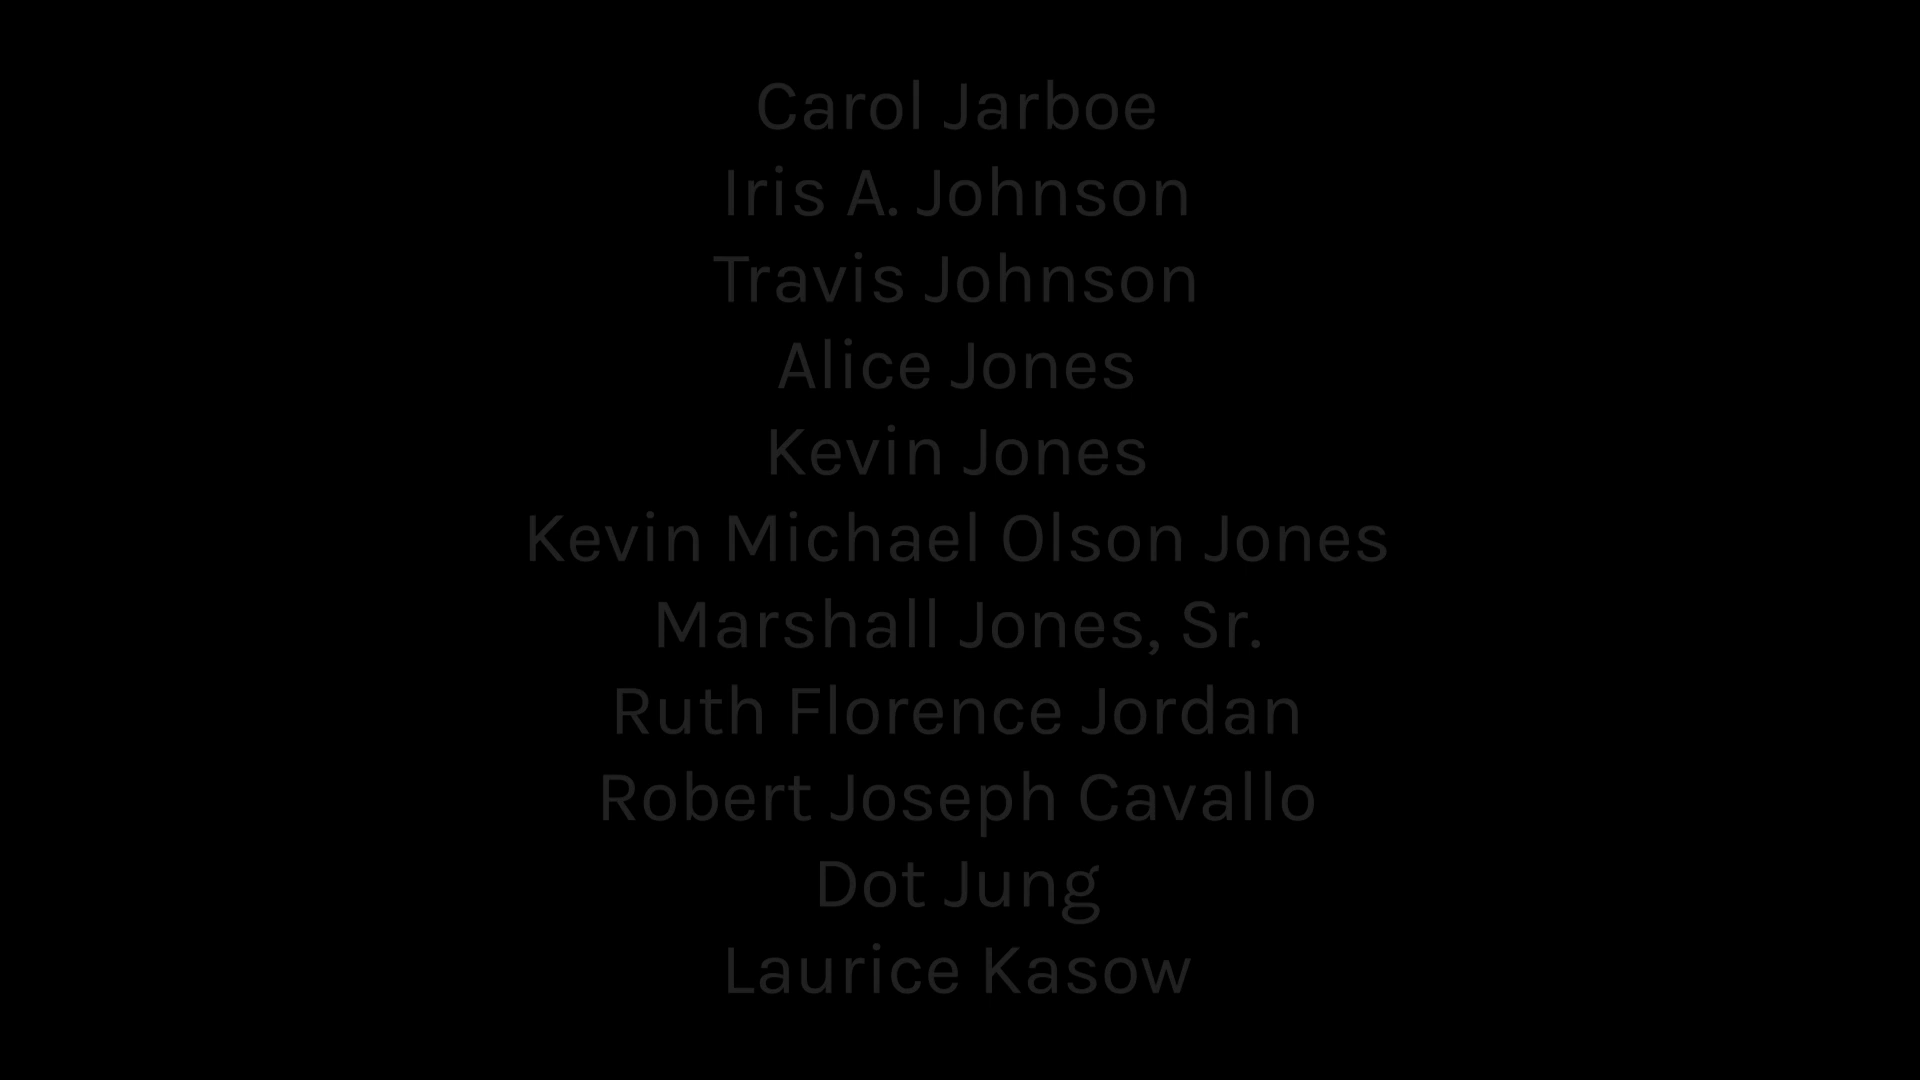 Carol Jarboe
Iris A. Johnson
Travis Johnson
Alice Jones
Kevin Jones
Kevin Michael Olson Jones
Marshall Jones, Sr.
Ruth Florence Jordan
Robert Joseph Cavallo
Dot Jung
Laurice Kasow